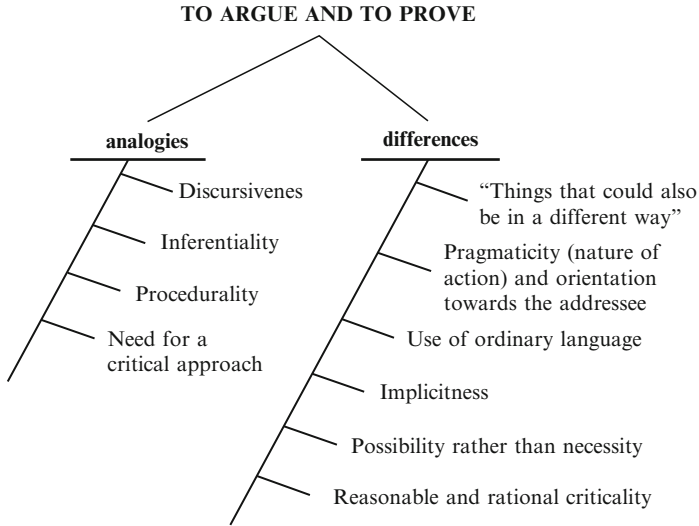 TO ARGUE AND TO PROVE
analogies
Discursivenes
Inferentiality
Procedurality
Need for a
critical approach
differences
“Things that could also
be in a different way”
Pragmaticity (nature of
action) and orientation
towards the addressee
Use of ordinary language
Implicitness
Possibility rather than necessity
Reasonable and rational criticality